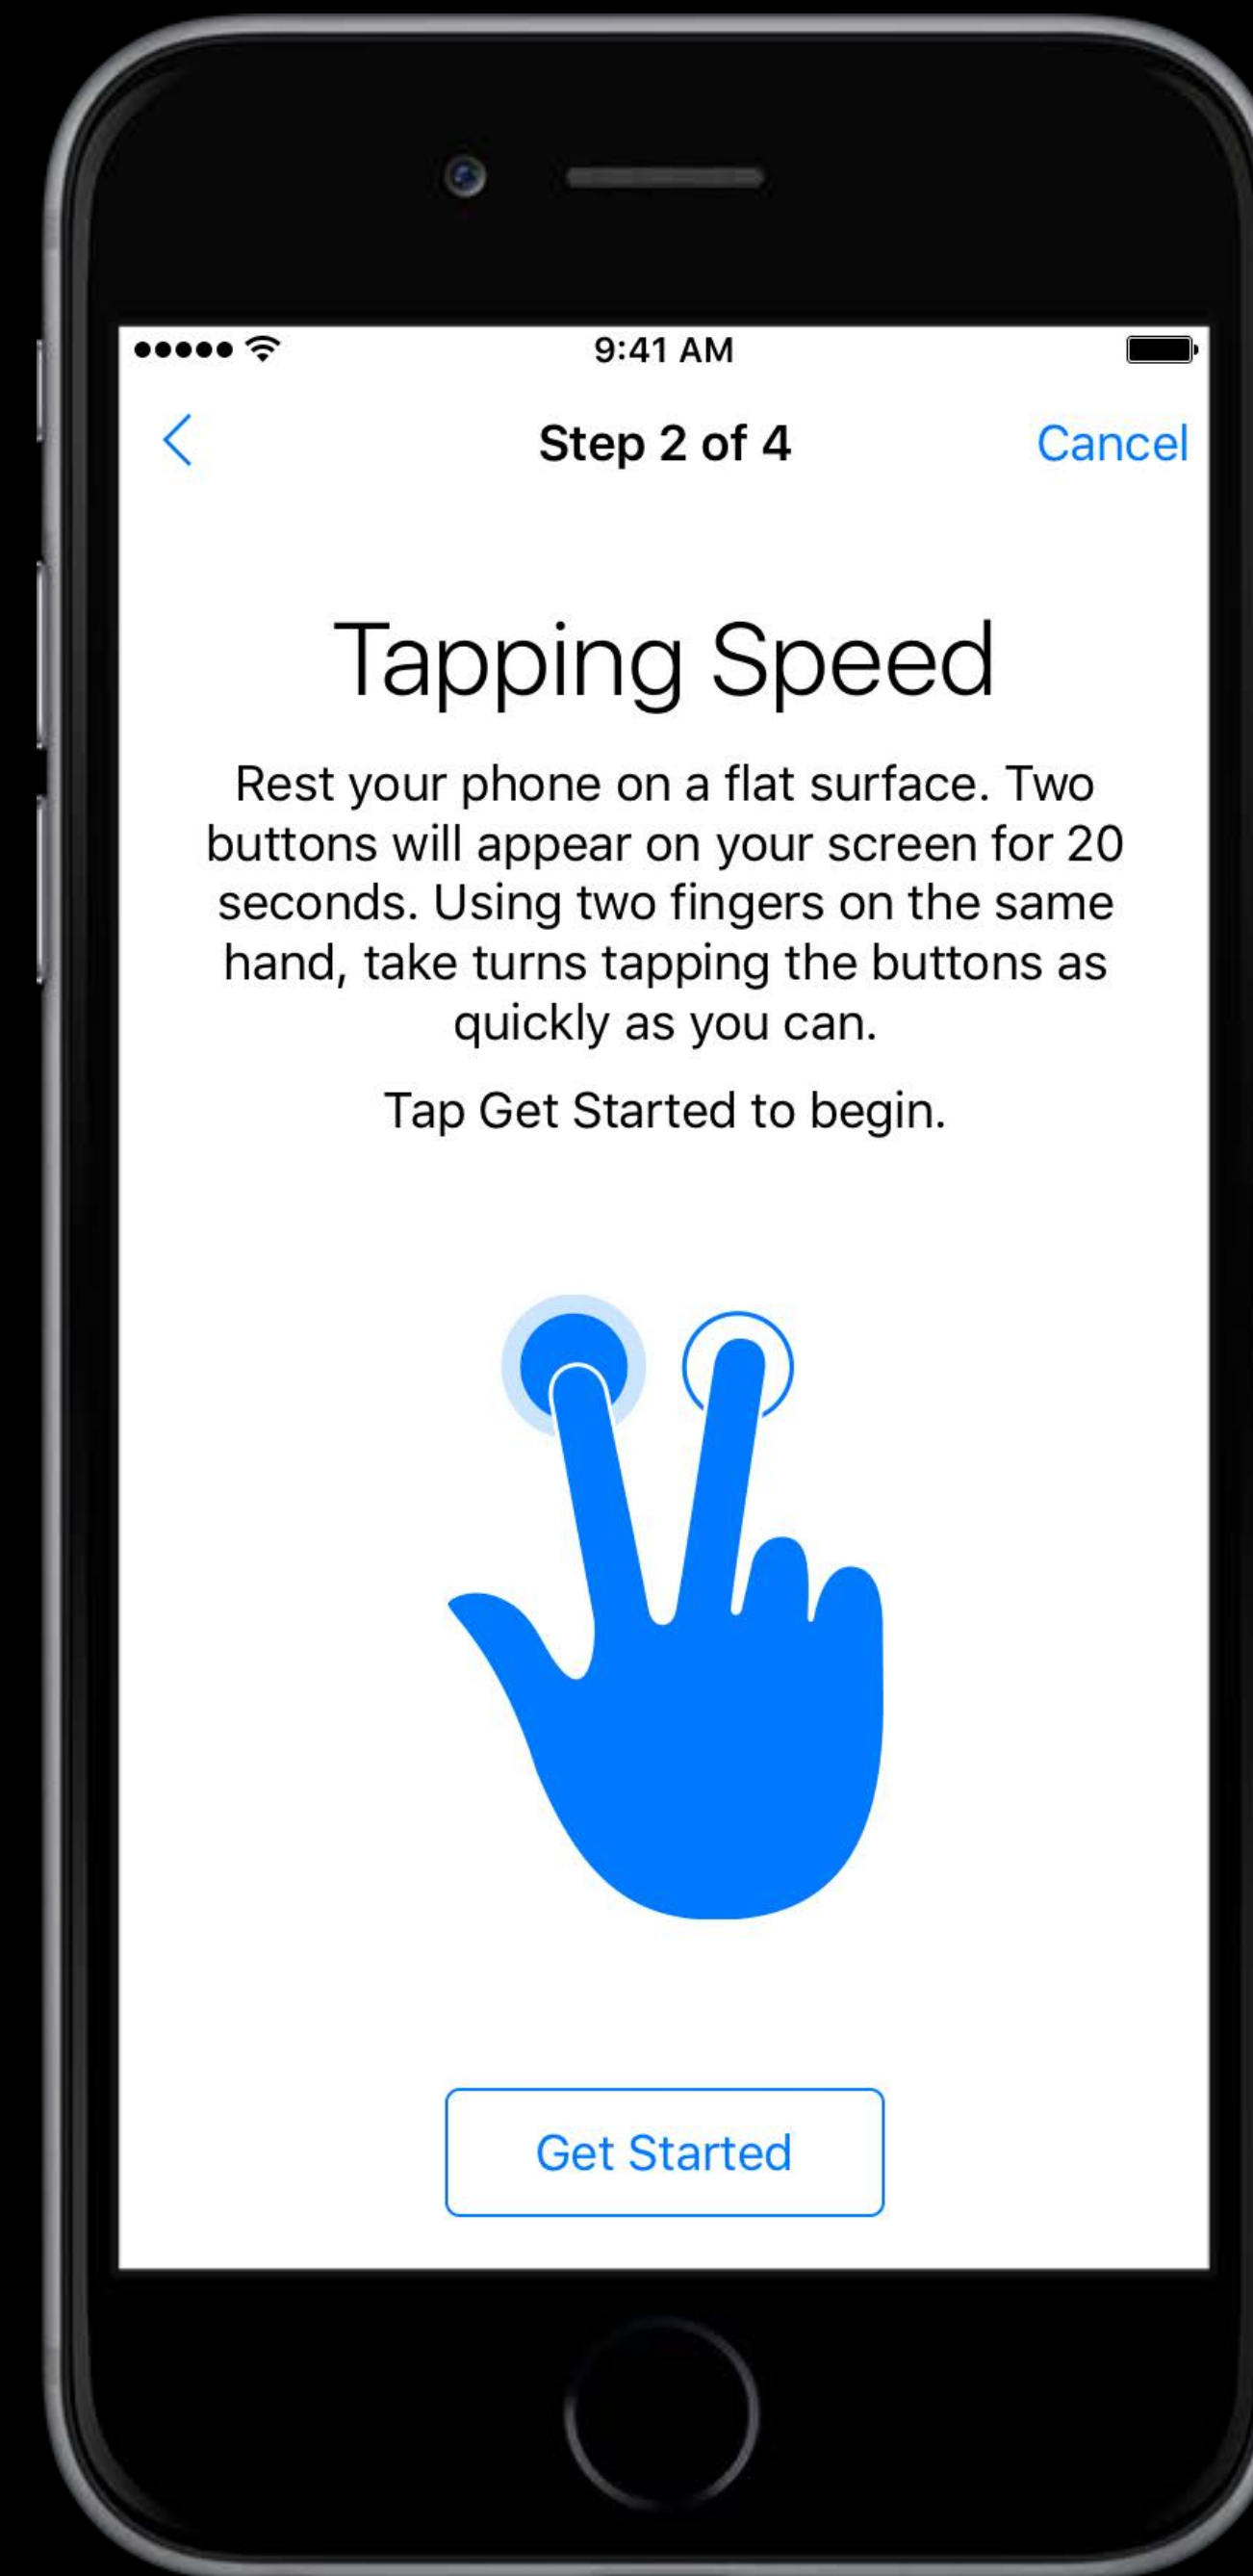 9:41 AM
Step 2 of 4
Cancel
Tapping Speed
Rest your phone on a flat surface. Two
buttons will appear on your screen for 20
seconds. Using two fingers on the same
hand, take turns tapping the buttons as
quickly as you can.
Tap Get Started to begin.
Get Started